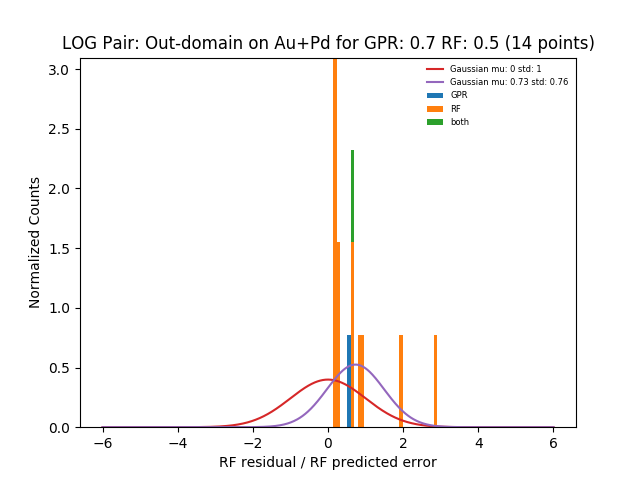 LOG Pair: Out-domain on Au+Pd for GPR: 0.7 RF: 0.5 (14 points)
Gaussian mu: 0 std: 1
Gaussian mu: 0.73 std: 0.76
GPR
RF
both
Normalized Counts
3.0
2.5
2.0
1.5
1.0
0.5
0.0
−6 −4 −2 0 2 4 6
RF residual / RF predicted error